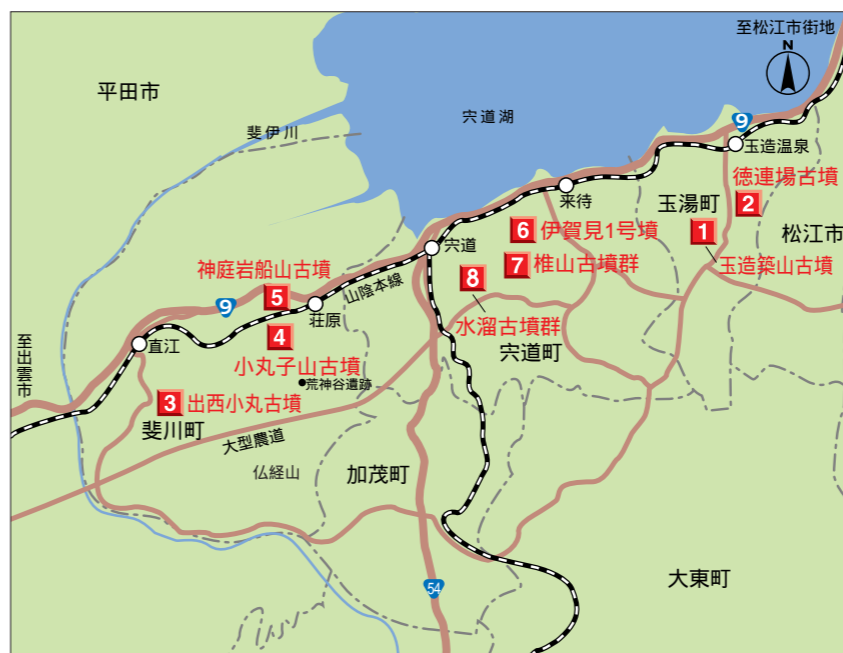 至松江市街地
N
平田市
宍道湖
斐伊川
9
玉造温泉
徳連場古墳
2
来待
玉湯町
1
松江市
6 伊賀見1号墳
宍道
7 椎山古墳群
玉造築山古墳
神庭岩船山古墳
5
山陰本線
8
9
荘原
水溜古墳群
至出雲市
直江
4
小丸子山古墳
宍道町
荒神谷遺跡
3 出西小丸古墳
斐川町
大型農道
仏経山
加茂町
54
大東町